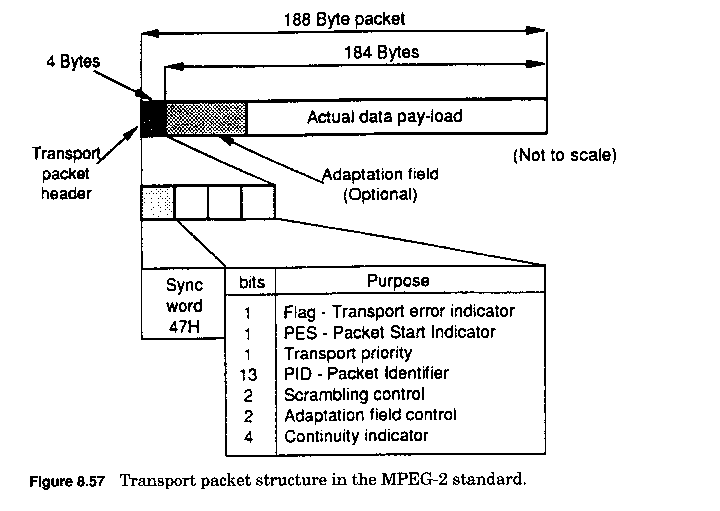 188 Byte packet
184 Bytes
4 Bytes
Actual data pay-load
Transport
packet
header
(Not to scale)
Adaptation field
(Optional)
Sync
word
47H
bits Purpose
1 Flag - Transport error indicator
1 PES - Packet Start Indicator
1 Transport priority
13 PID - Packet Identifier
2 Scrambling control
2 Adaptation field control
4 Continuity indicator
Figure 8.57 Transport packet structure in the MPEG-2 standard.